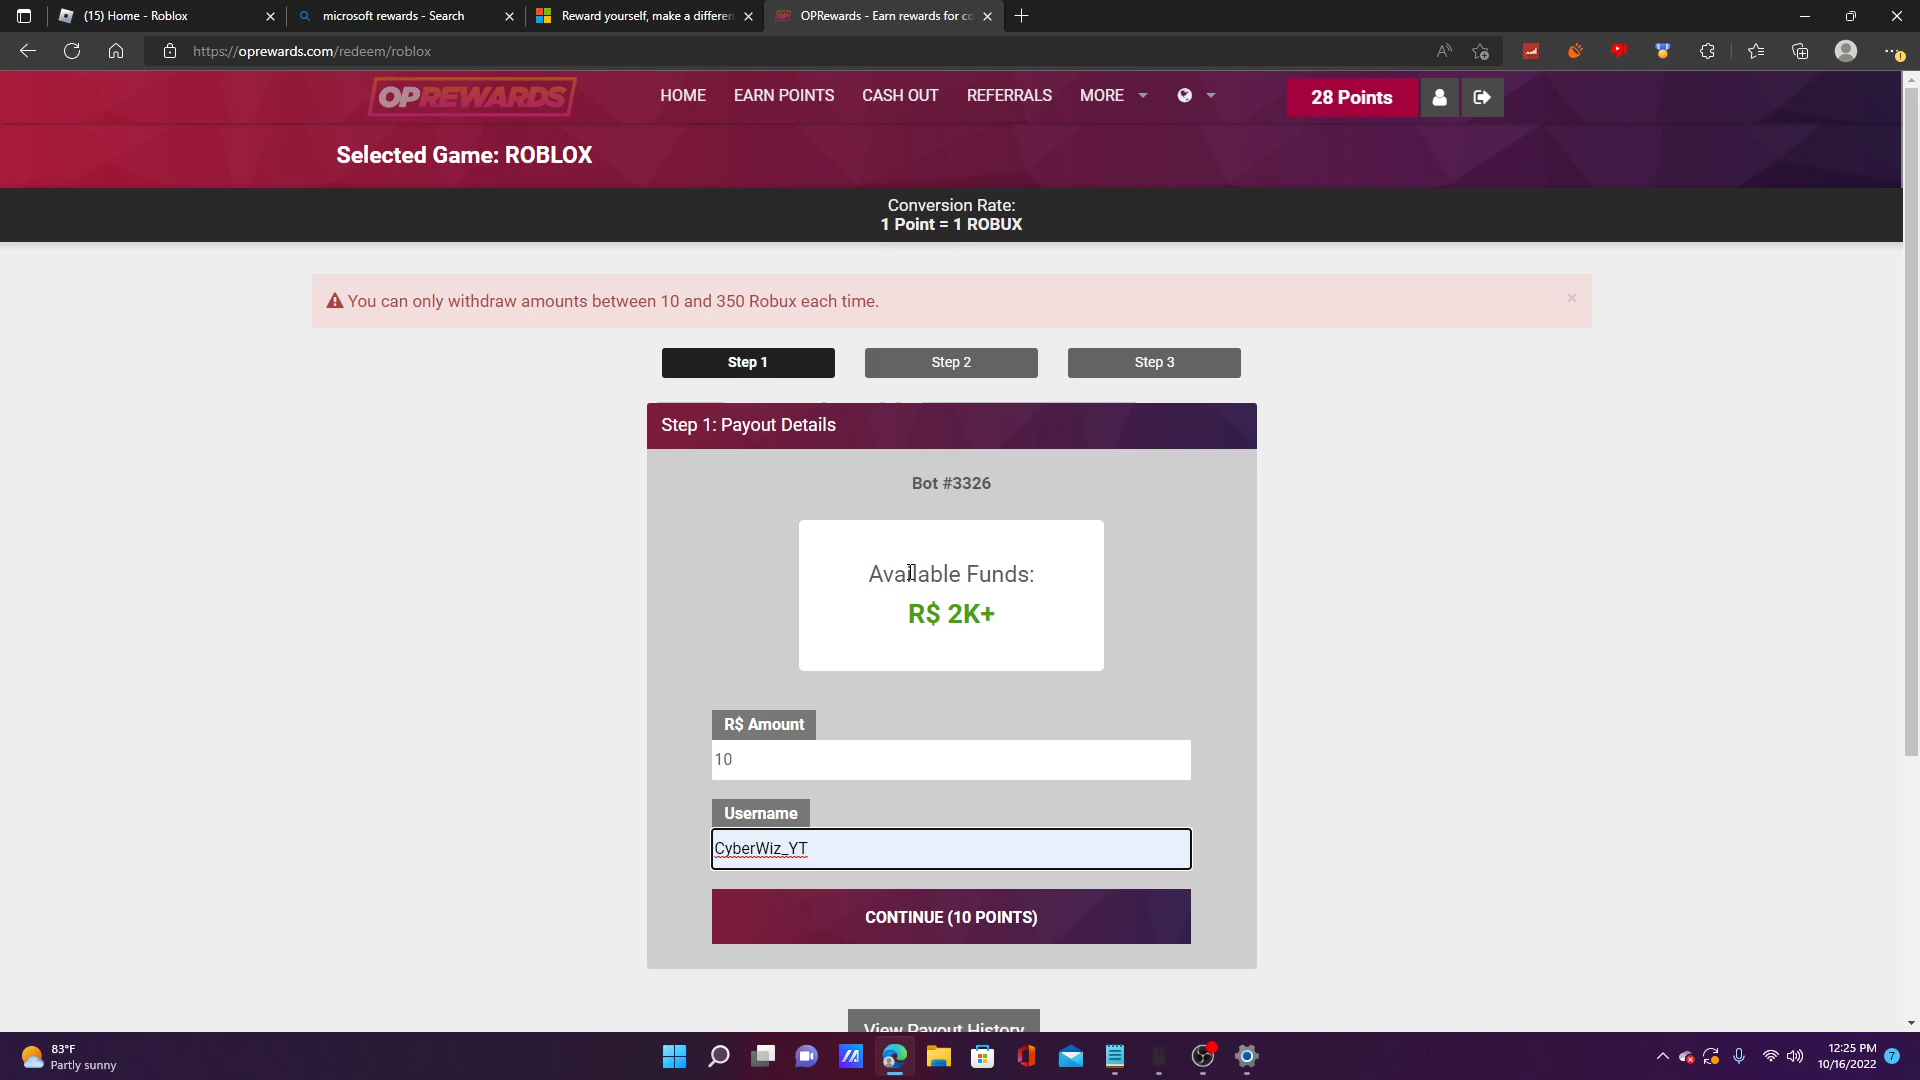 (15) Home - Roblox
microsoft rewards - Search
Reward yourself, make a differen
OPRewards - Earn rewards for co
https://oprewards.com/redeem/roblox
OPREWARDS
HOME
EARN POINTS
CASH OUT
REFERRALS
MORE
28 Points
Selected Game: ROBLOX
Conversion Rate:
1 Point = 1 ROBUX
You can only withdraw amounts between 10 and 350 Robux each time.
×
Step 1
Step 2
Step 3
Step 1: Payout Details
Bot #3326
Available Funds:
R$ 2K+
R$ Amount
10
Username
CyberWiz_YT
CONTINUE (10 POINTS)
View Payout History
83°F
Partly sunny
12:25 PM
10/16/2022
7